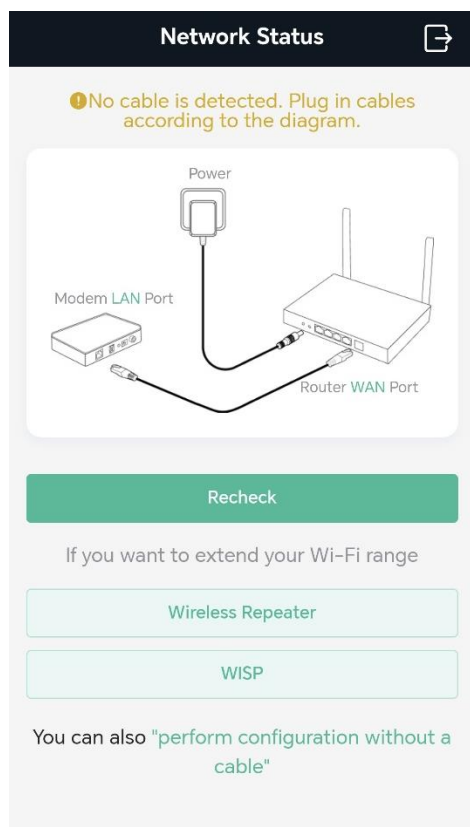 Network Status
No cable is detected. Plug in cables
according to the diagram.
Power
Modem LAN Port
Router WAN Port
Recheck
If you want to extend your Wi-Fi range
Wireless Repeater
WISP
You can also "perform configuration without a
cable"